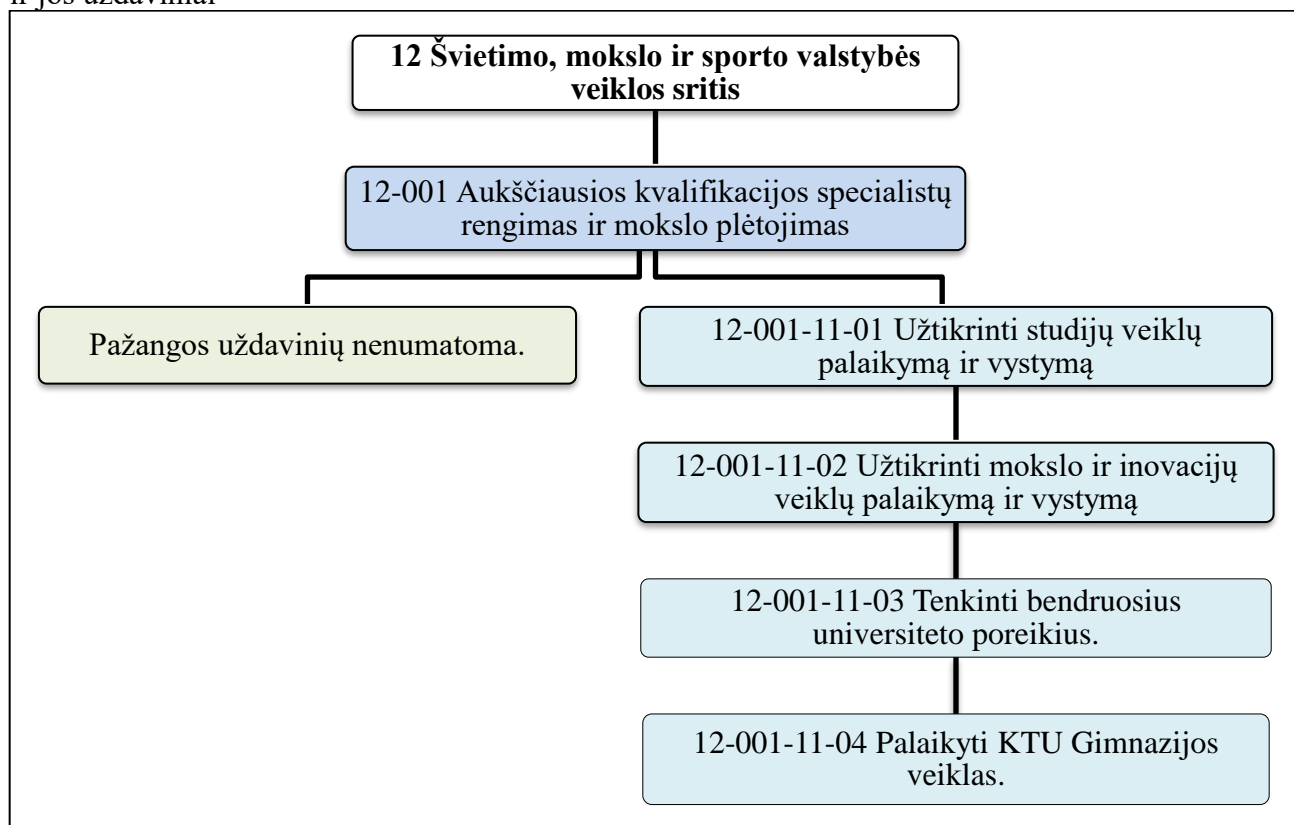 ir jos uždaviniai
12 Švietimo, mokslo ir sporto valstybės
veiklos sritis
12-001 Aukščiausios kvalifikacijos specialistų
rengimas ir mokslo plėtojimas
Pažangos uždavinių nenumatoma.
12-001-11-01 Užtikrinti studijų veiklų
palaikymą ir vystymą
12-001-11-02 Užtikrinti mokslo ir inovacijų
veiklų palaikymą ir vystymą
12-001-11-03 Tenkinti bendruosius
universiteto poreikius.
12-001-11-04 Palaikyti KTU Gimnazijos
veiklas.